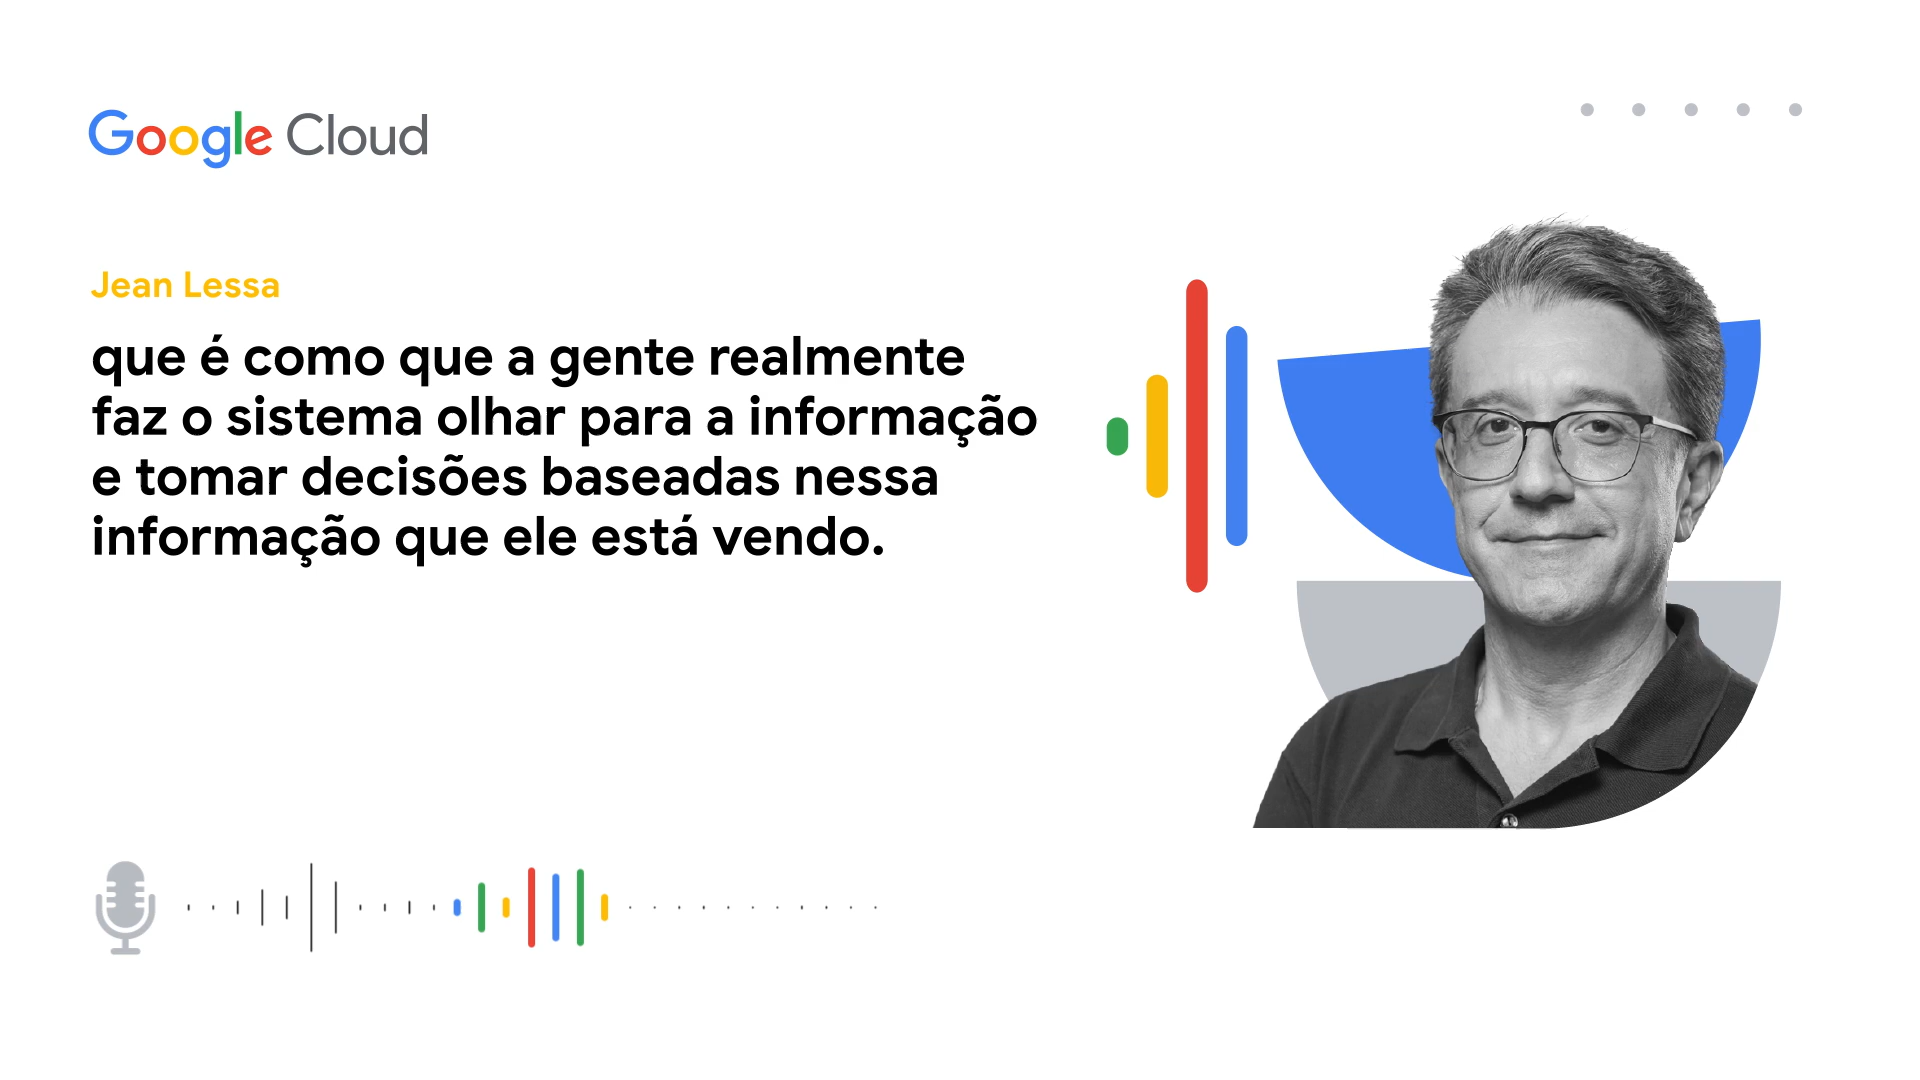 Google Cloud
Jean Lessa
que é como que a gente realmente
faz o sistema olhar para a informação
e tomar decisões baseadas nessa
informação que ele está vendo.